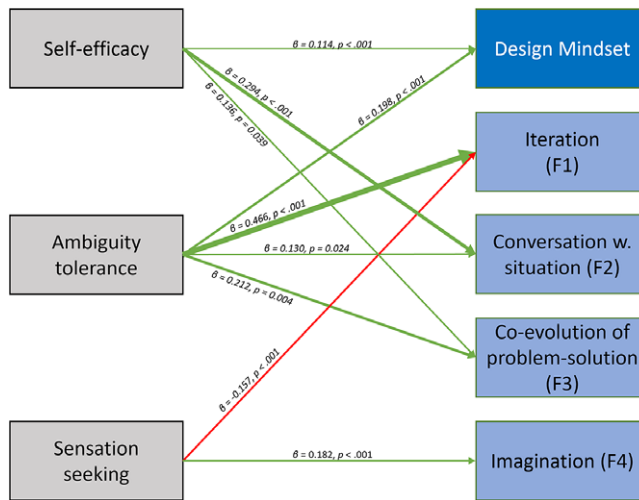 Self-efficacy
β = 0.114, p < .001
Design Mindset
β = 0.294, p < .001
β = 0.136, p = 0.039
β = 0.198, p < .001
Iteration
(F1)
β = 0.466, p < .001
Ambiguity
tolerance
β = 0.130, p = 0.024
Conversation w.
situation (F2)
β = 0.212, p = 0.004
Co-evolution of
problem-solution
(F3)
β = -0.157, p < .001
Sensation
seeking
β = 0.182, p < .001
Imagination (F4)